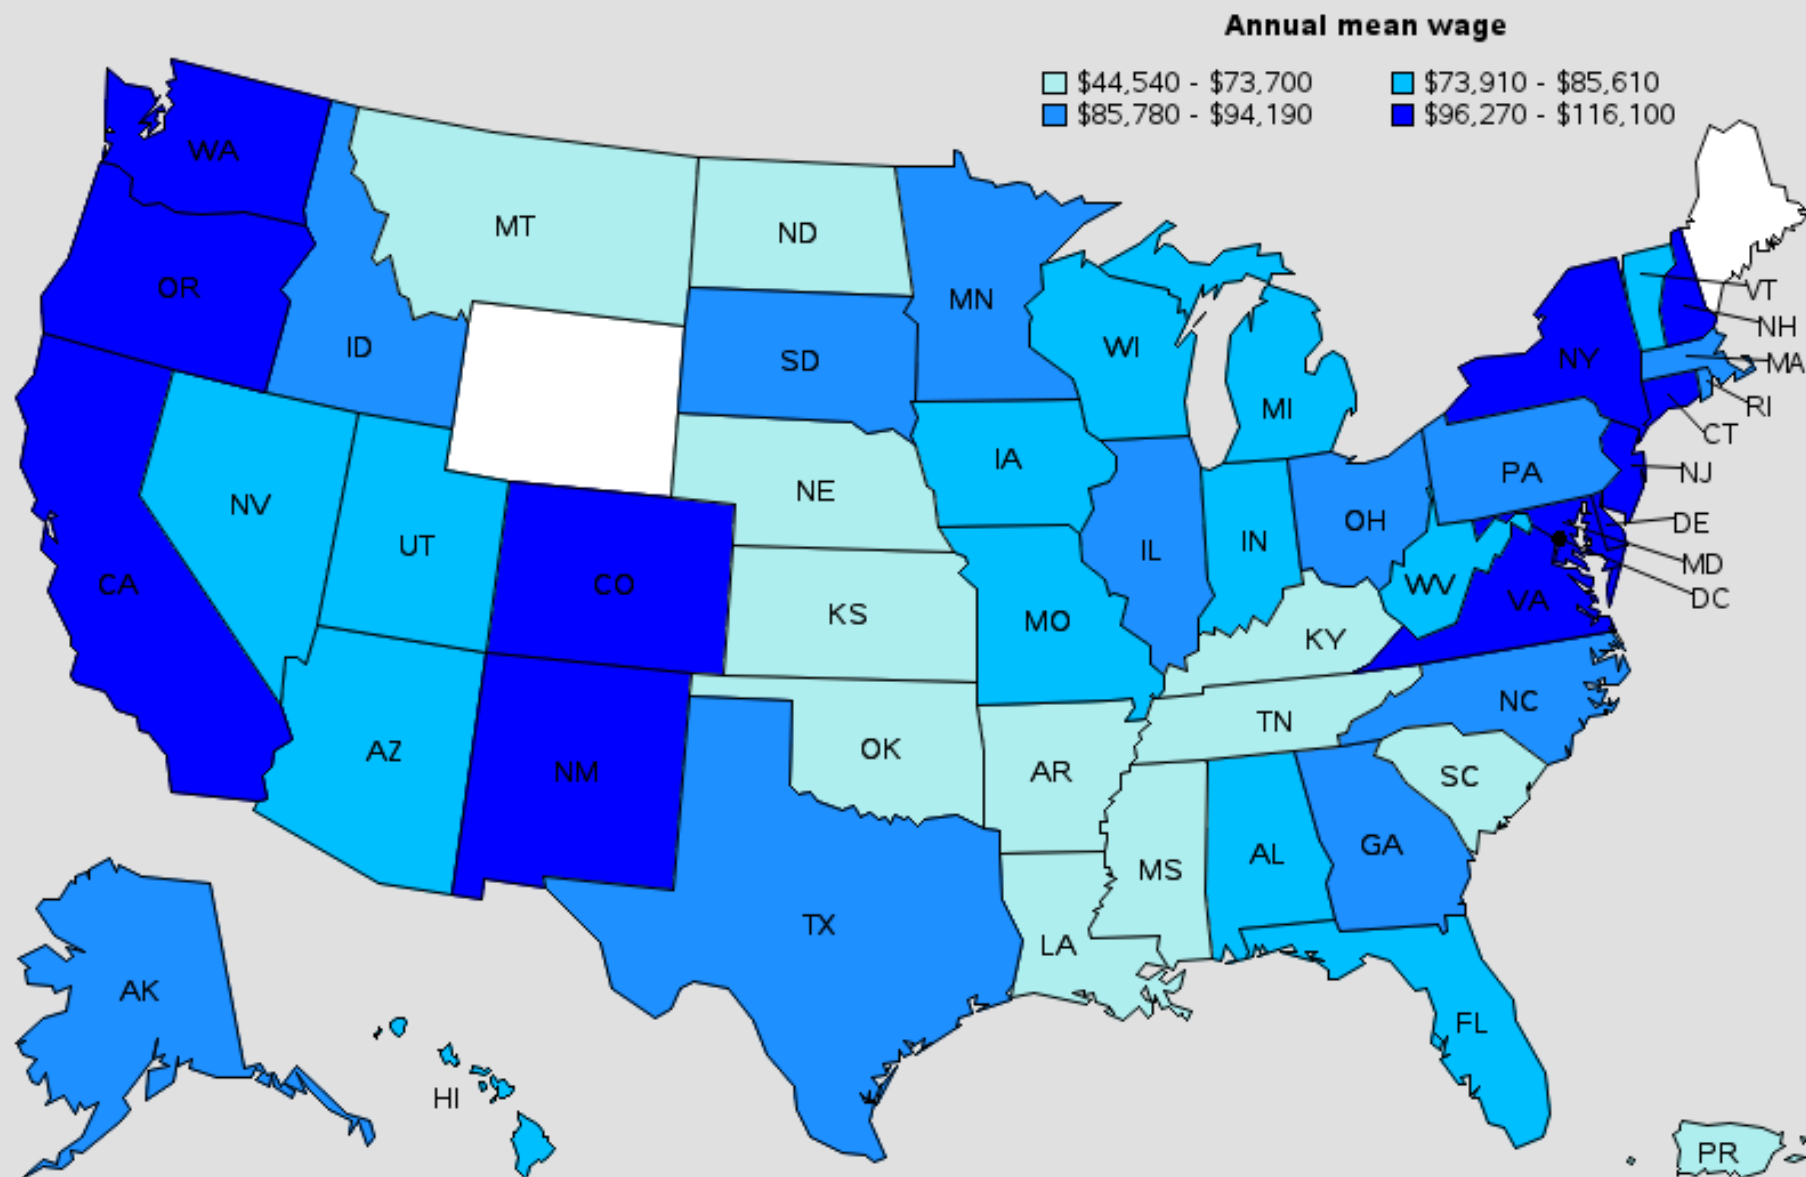 Annual mean wage
$44,540 - $73,700 $73,910 - $85,610
$85,780 - $94,190 $96,270 - $116,100
WA
MT
ND
OR
MN
VT
NH
ID
SD
WI
NY
MA
MI
RI
CT
IA
NE
PA
NJ
NV
UT
OH
DE
IL
IN
CA
CO
WV
MD
KS
MO
VA
DC
KY
NC
TN
AZ
OK
NM
AR
SC
GA
AL
MS
TX
LA
AK
FL
HI
PR